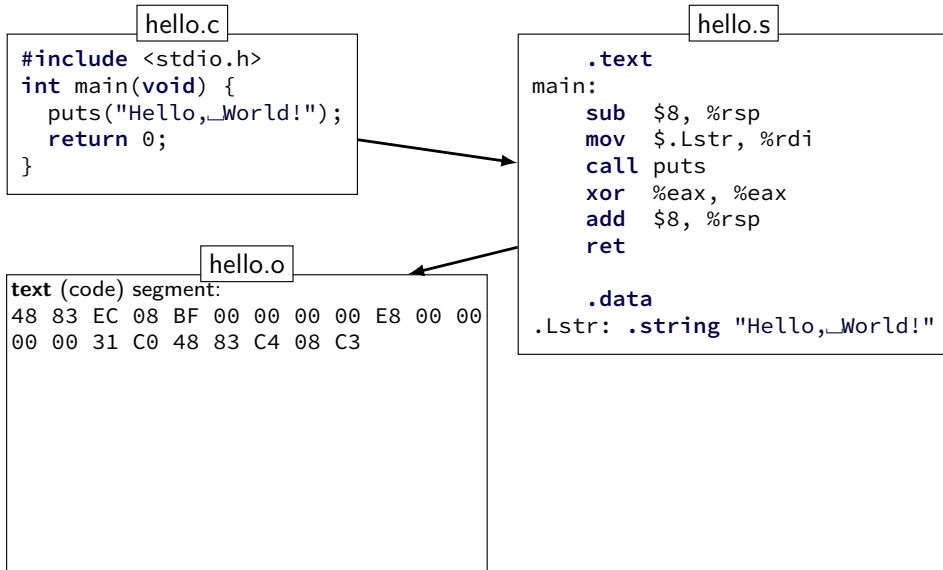 hello.c
#include <stdio.h>
int main(void) {
  puts("Hello,␣World!");
  return 0;
}
hello.s
    .text
main:
    sub  $8, %rsp
    mov  $.Lstr, %rdi
    call puts
    xor  %eax, %eax
    add  $8, %rsp
    ret
    .data
.Lstr: .string "Hello,␣World!"
hello.o
text (code) segment:
48 83 EC 08 BF 00 00 00 00 E8 00 00
00 00 31 C0 48 83 C4 08 C3